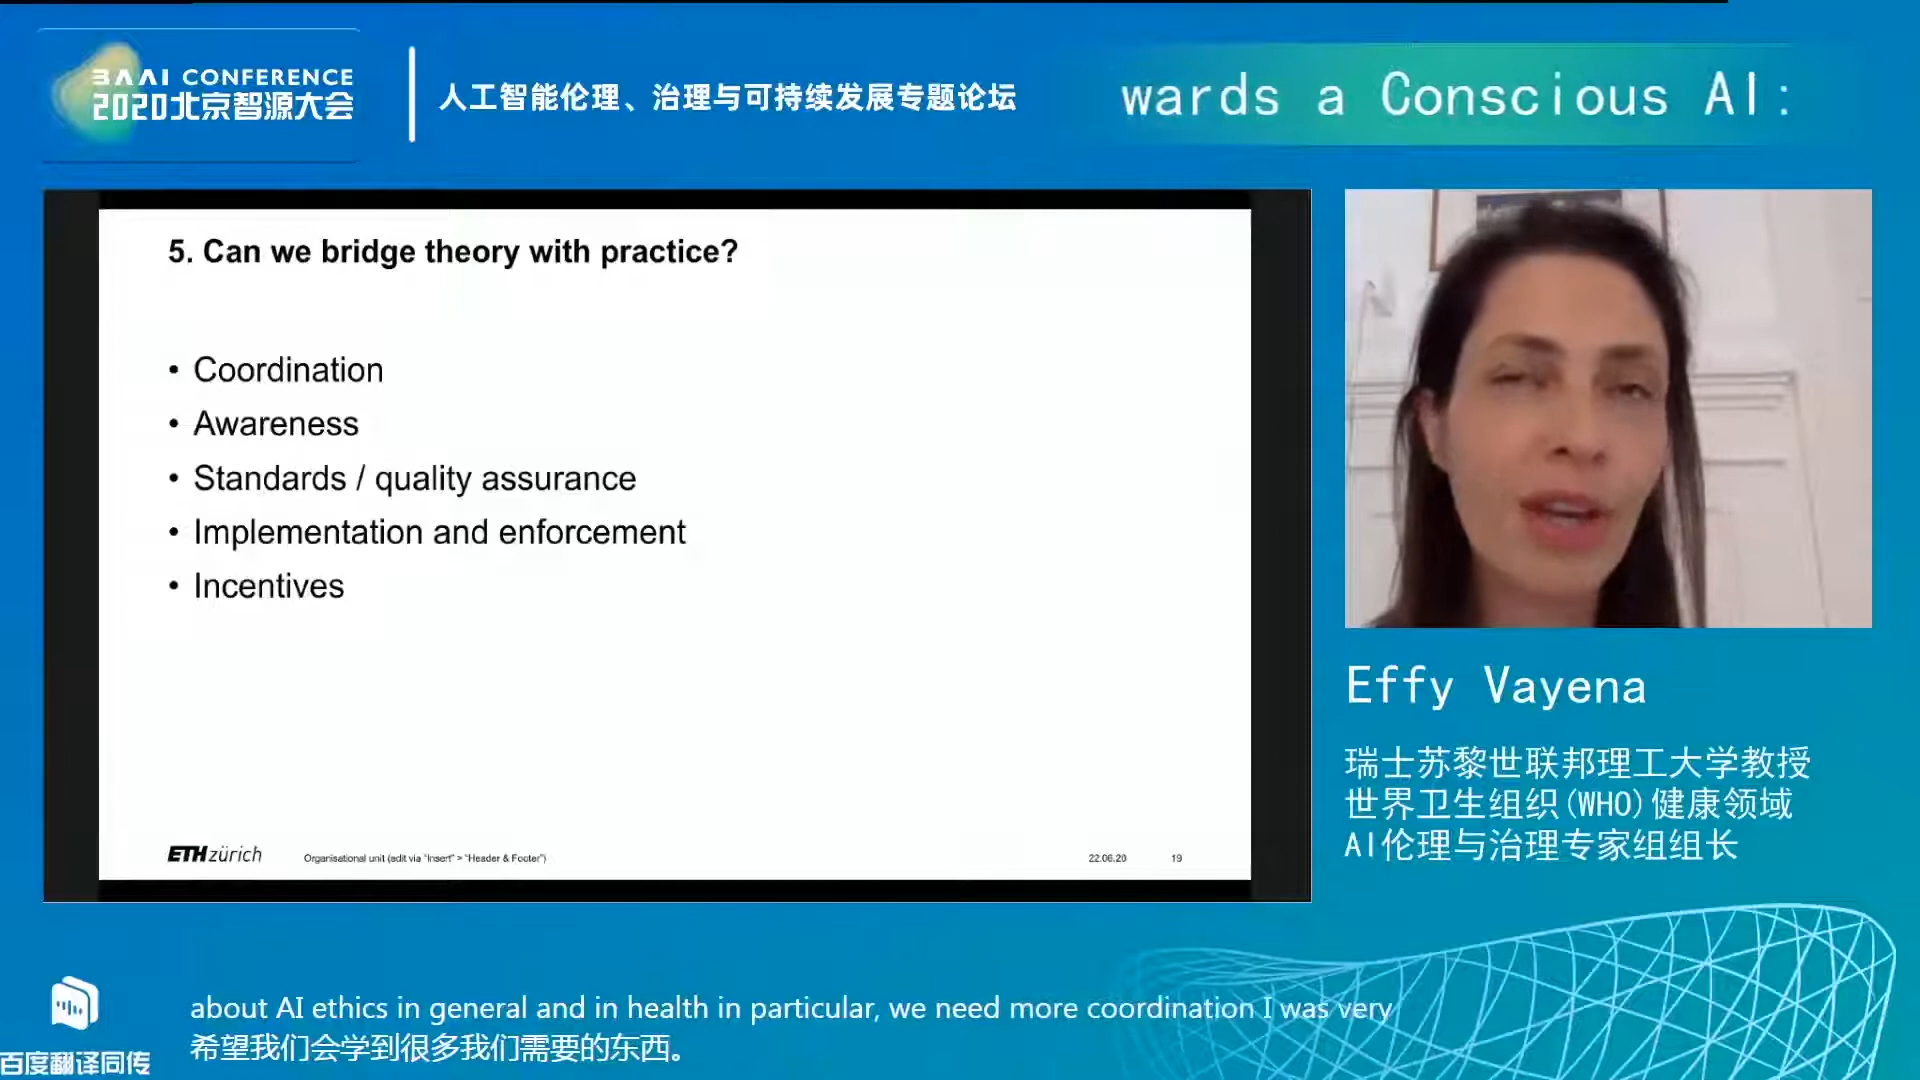 BAAI CONFERENCE
2020北京智源大会
人工智能伦理、治理与可持续发展专题论坛
wards a Conscious AI:
5. Can we bridge theory with practice?
• Coordination
• Awareness
• Standards / quality assurance
• Implementation and enforcement
• Incentives
ETH zürich
Organisational unit (edit via "Insert" > "Header & Footer")
22.06.20
19
Effy Vayena
瑞士苏黎世联邦理工大学教授
世界卫生组织(WHO)健康领域
AI伦理与治理专家组组长
about AI ethics in general and in health in particular, we need more coordination I was very
希望我们会学到很多我们需要的东西。
百度翻译同传